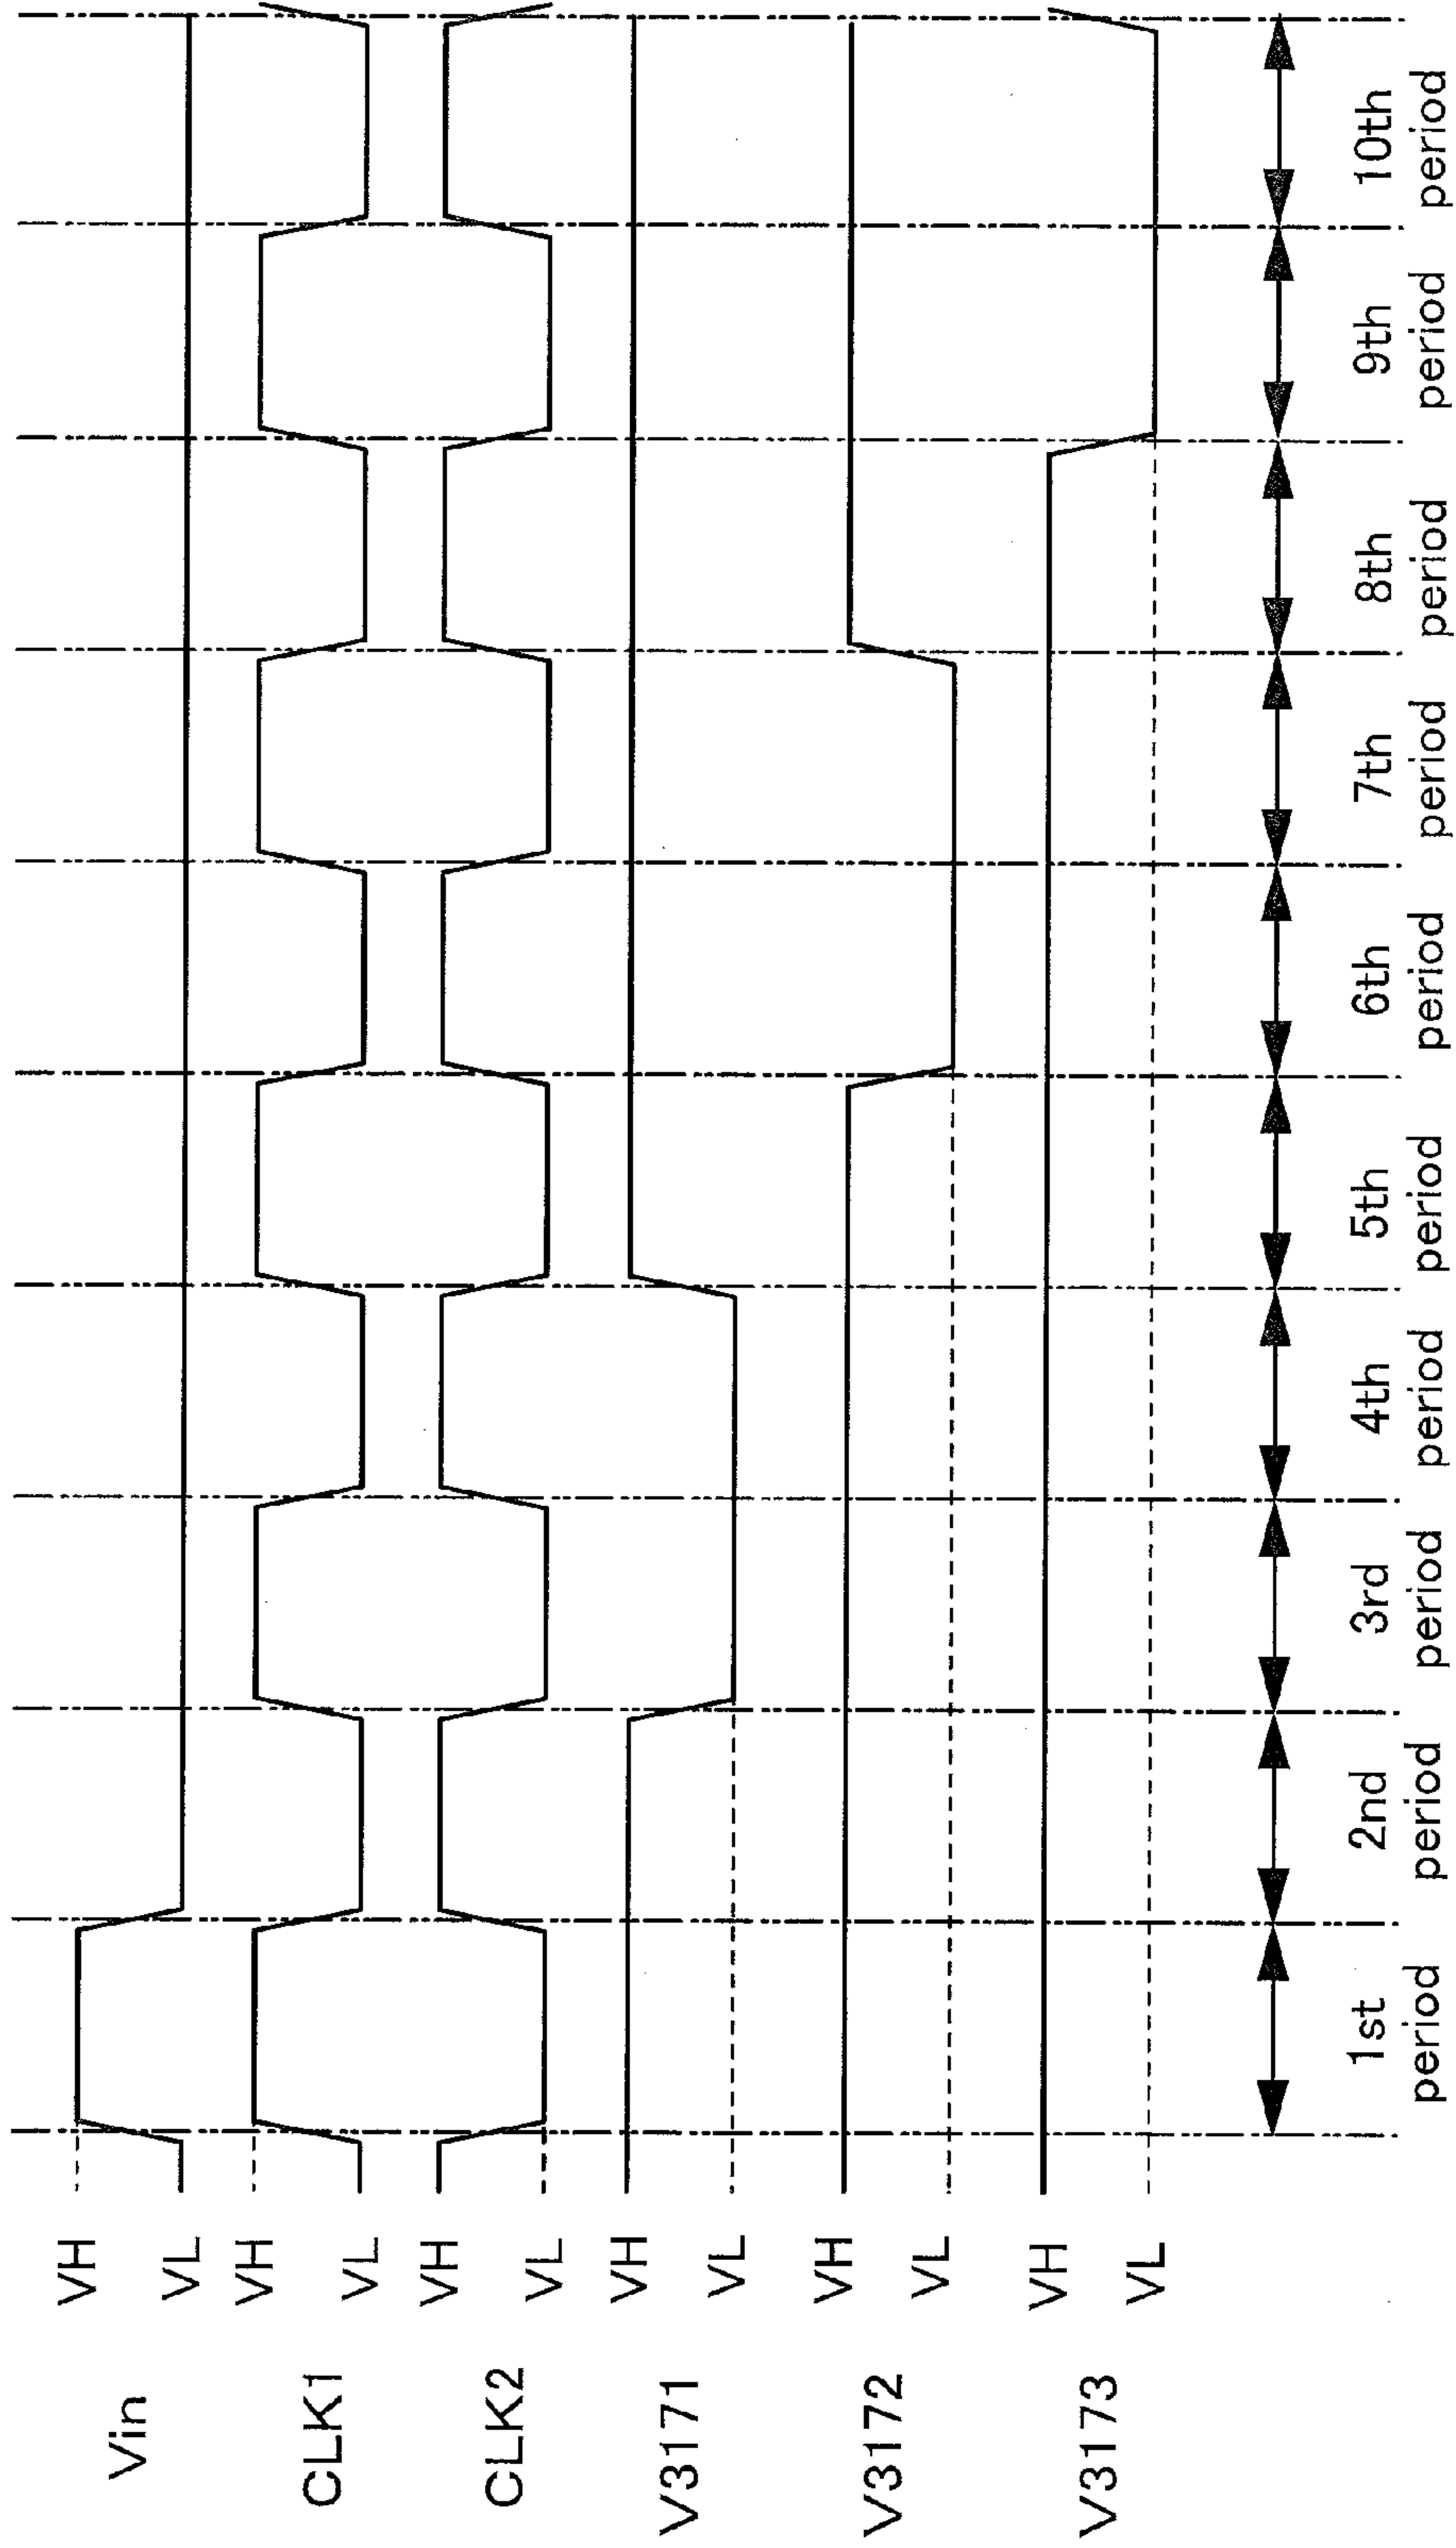 Vin
VH
VL
CLK1
VH
VL
CLK2
VH
VL
V3171
VH
VL
V3172
VH
VL
V3173
VH
VL
1st
period
2nd
period
3rd
period
4th
period
5th
period
6th
period
7th
period
8th
period
9th
period
10th
period